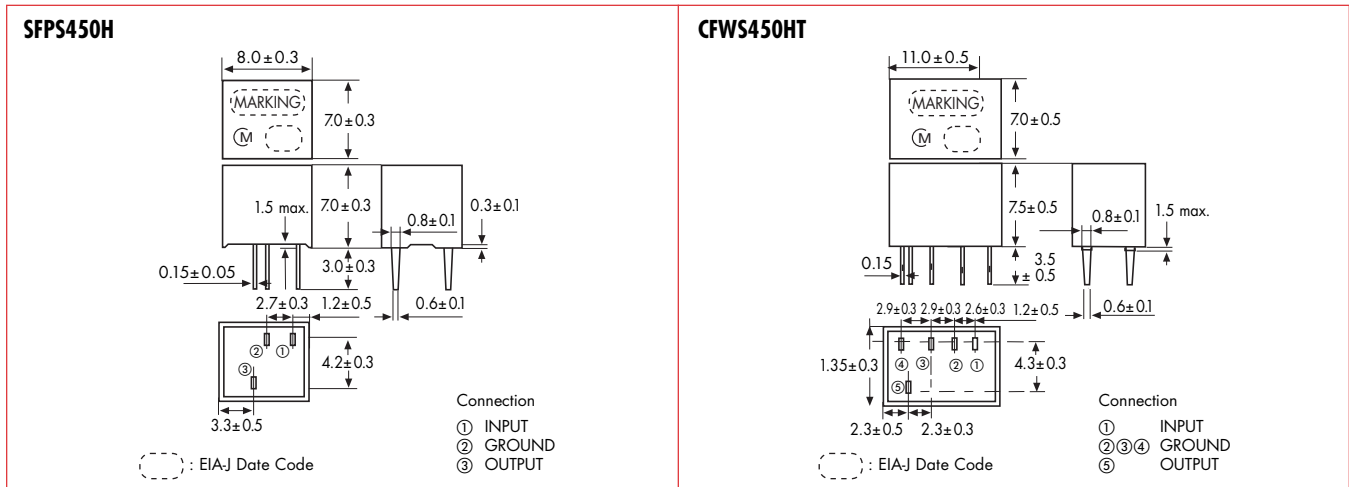 SFPS450H
8.0±0.3
MARKING
7.0±0.3
M
1.5 max.
7.0±0.3
0.8±0.1
0.3±0.1
0.15±0.05
3.0±0.3
2.7±0.3
1.2±0.5
0.6±0.1
②
①
③
4.2±0.3
3.3±0.5
Connection
① INPUT
② GROUND
③ OUTPUT
: EIA-J Date Code
CFWS450HT
11.0±0.5
MARKING
7.0±0.5
M
7.5±0.5
0.8±0.1
1.5 max.
0.15
3.5
±0.5
2.9±0.3
2.9±0.3
2.6±0.3
1.2±0.5
0.6±0.1
1.35±0.3
④
③
②
①
⑤
4.3±0.3
2.3±0.5
2.3±0.3
Connection
① INPUT
②③④ GROUND
⑤ OUTPUT
: EIA-J Date Code